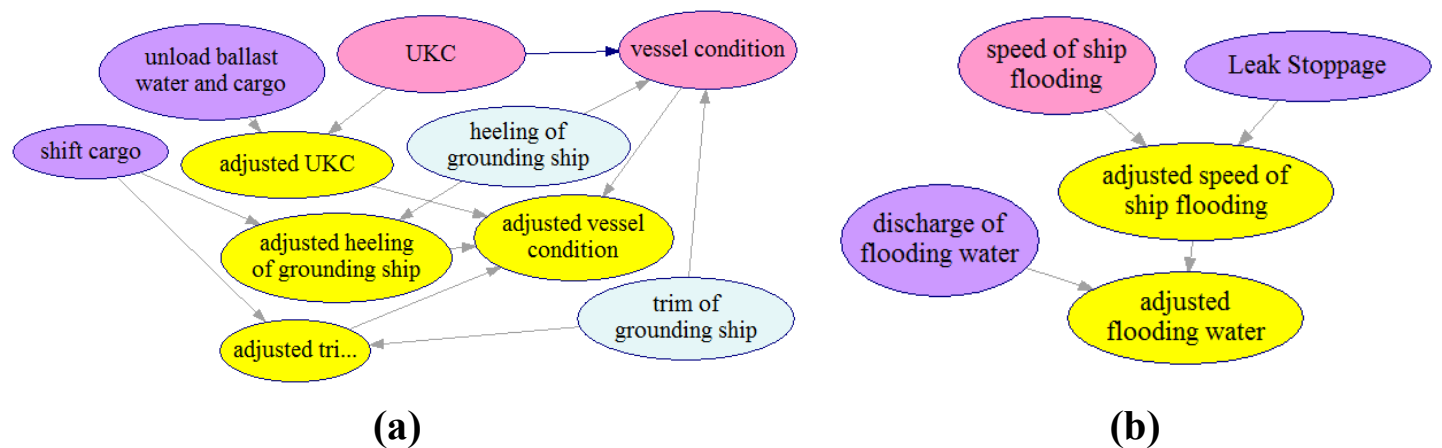 unload ballast
water and cargo
UKC
vessel condition
shift cargo
adjusted UKC
heeling of
grounding ship
adjusted heeling
of grounding ship
adjusted vessel
condition
adjusted tri...
trim of
grounding ship
(a)
speed of ship
flooding
Leak Stoppage
adjusted speed of
ship flooding
discharge of
flooding water
adjusted
flooding water
(b)